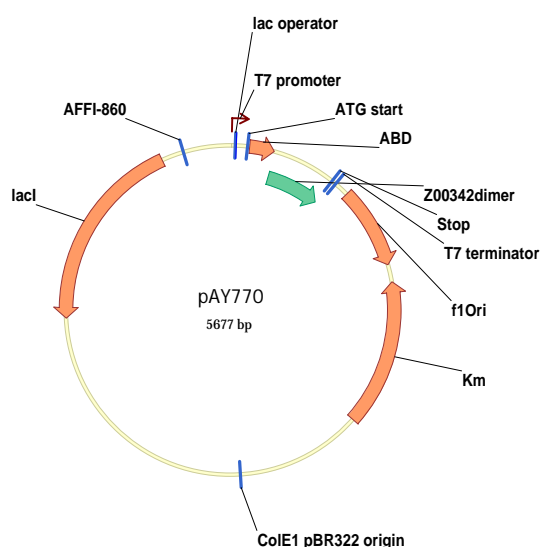 lac operator
T7 promoter
AFFI-860
ATG start
ABD
lacI
Z00342dimer
Stop
T7 terminator
pAY770
5677 bp
f1Ori
Km
ColE1 pBR322 origin